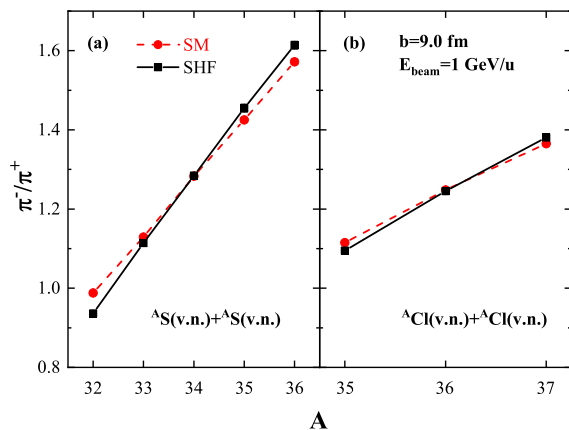 (a)
SM
SHF
(b)
b=9.0 fm
E_beam=1 GeV/u
π⁻/π⁺
1.6
1.4
1.2
1.0
0.8
ᴬS(v.n.)+ᴬS(v.n.)
ᴬCl(v.n.)+ᴬCl(v.n.)
32 33 34 35 36
35 36 37
A